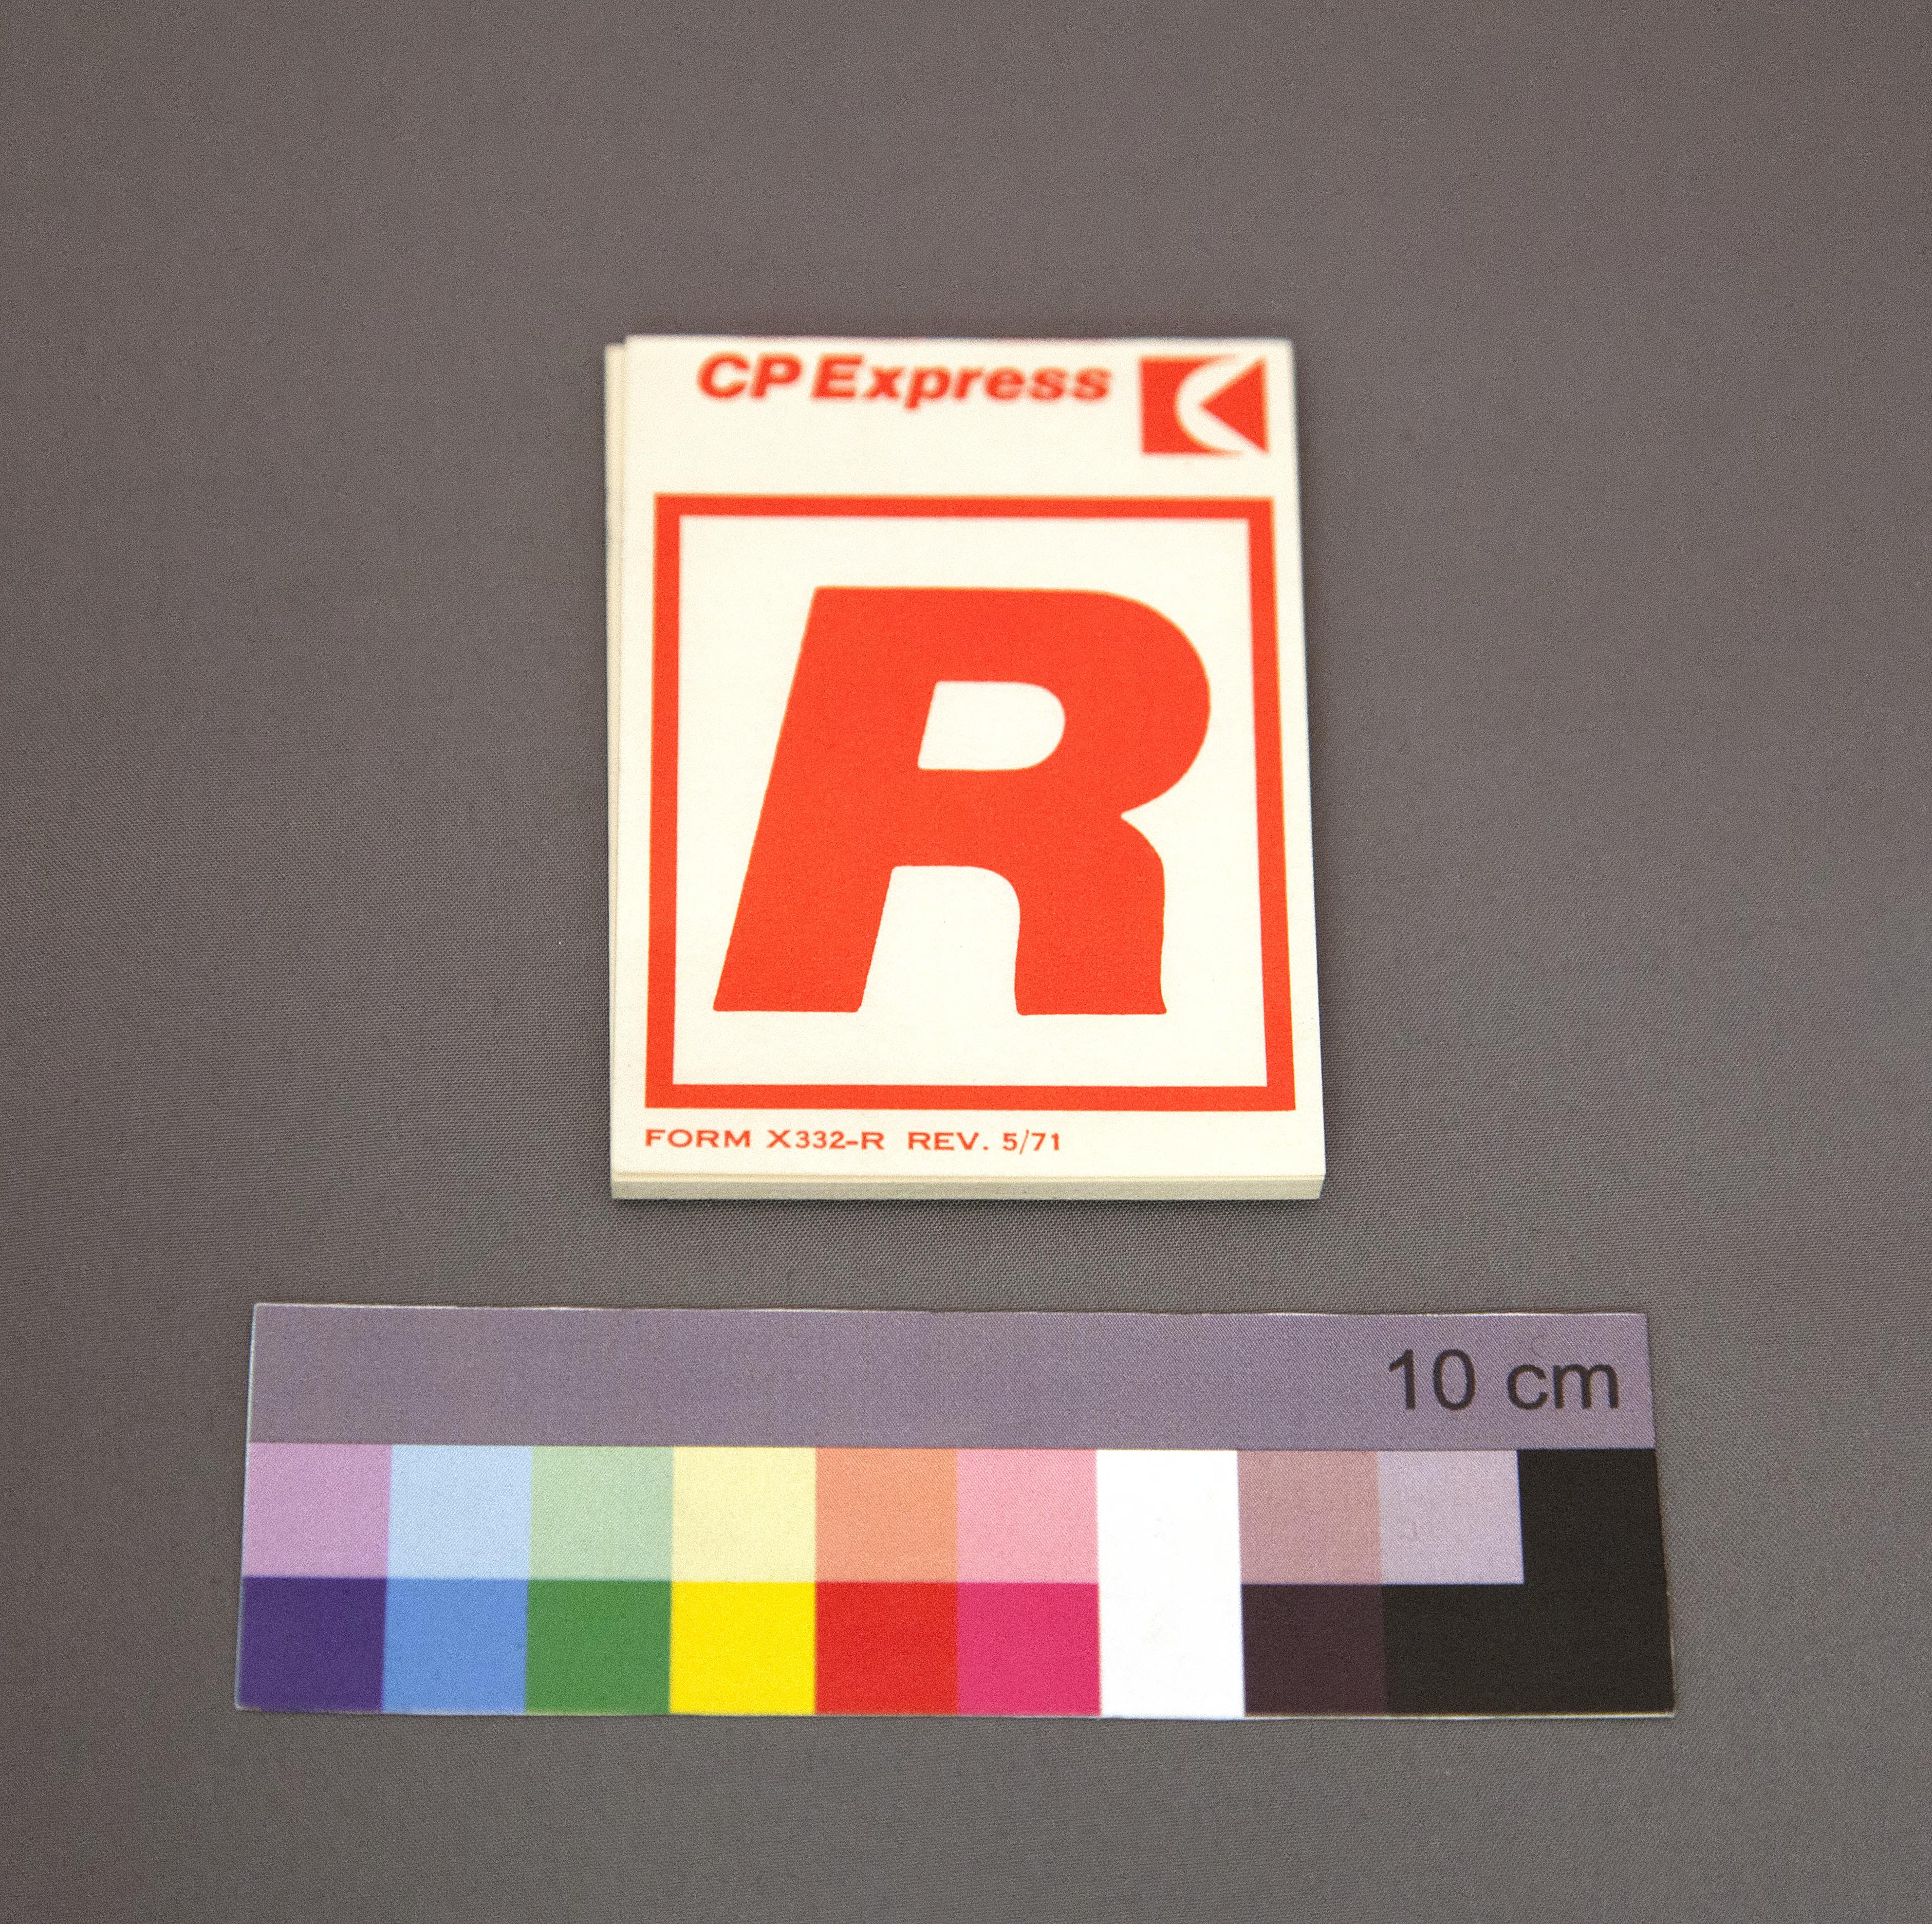 CP Express
R
FORM X332-R REV. 5/71
10 cm